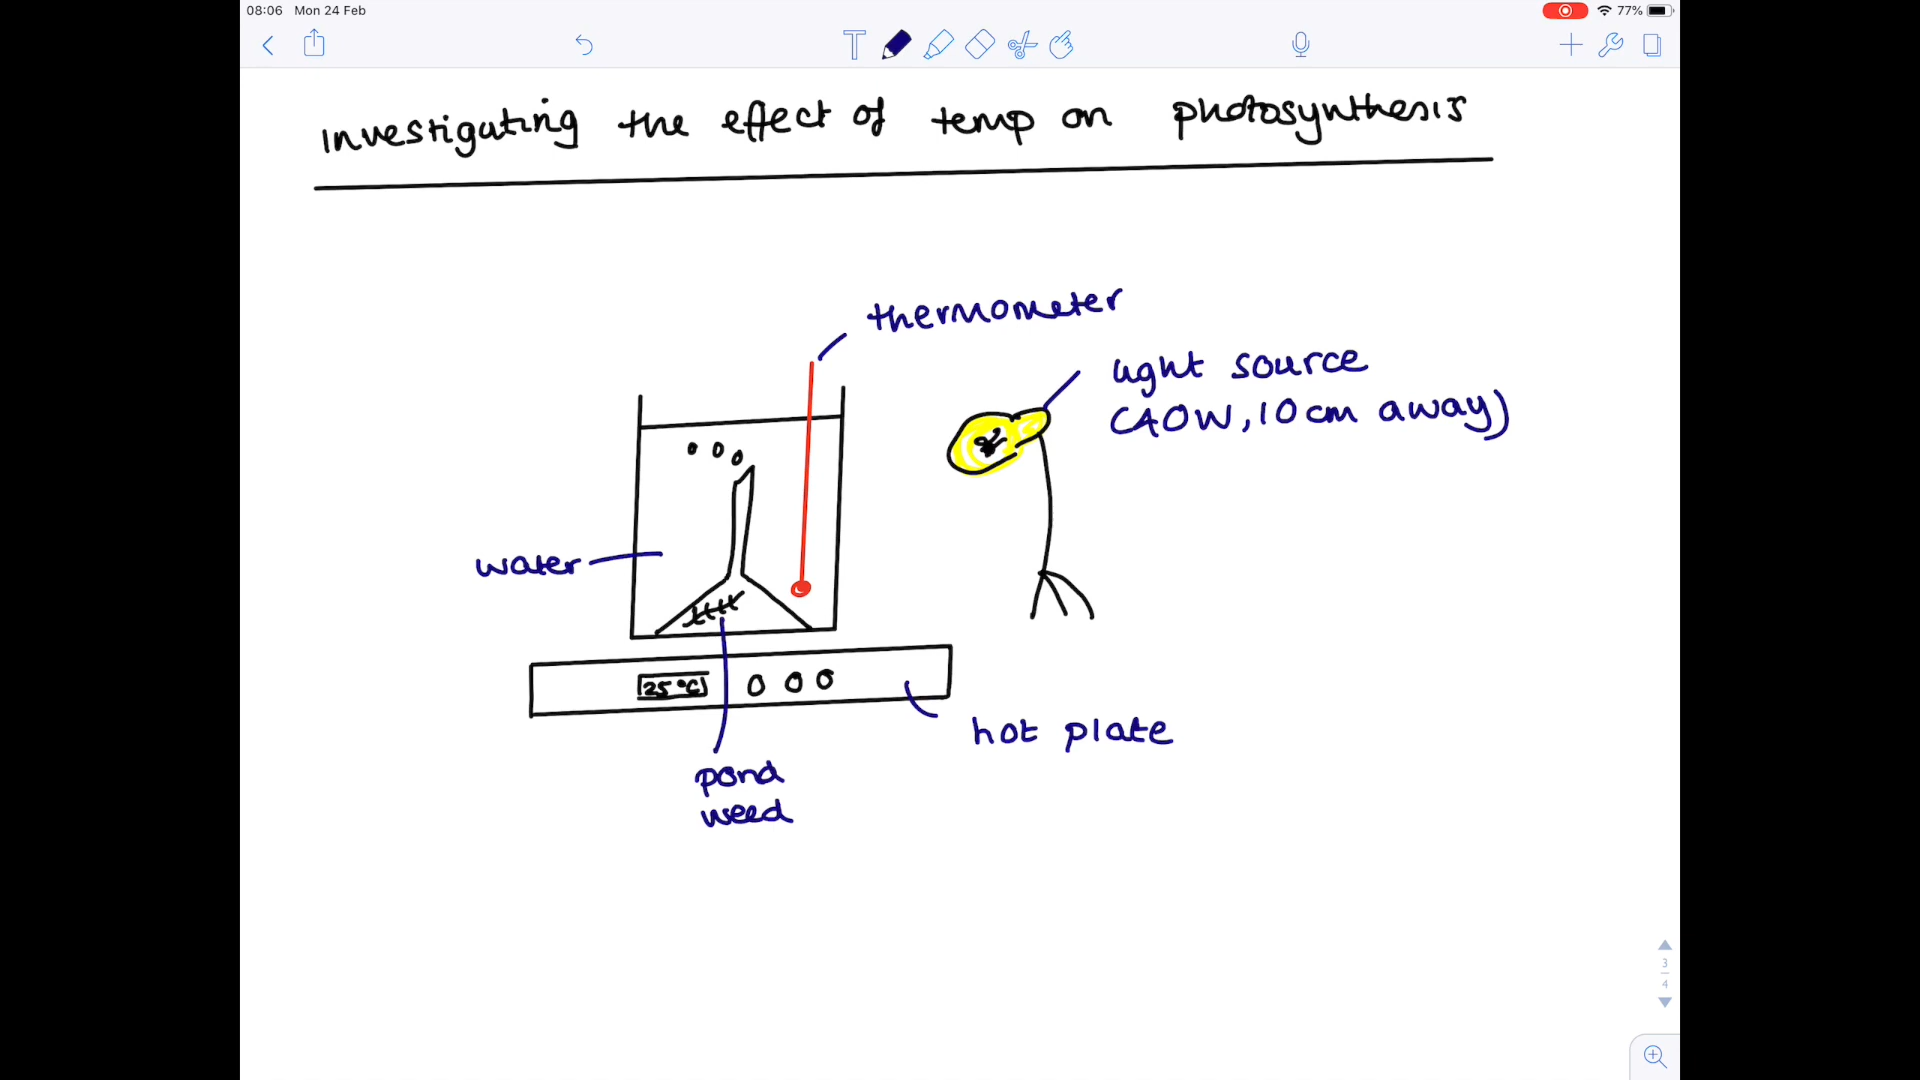 08:06 Mon 24 Feb
77%
T
Investigating the effect of temp on photosynthesis
thermometer
light source
(40W, 10cm away)
water
25°C
hot plate
pond
weed
3
4